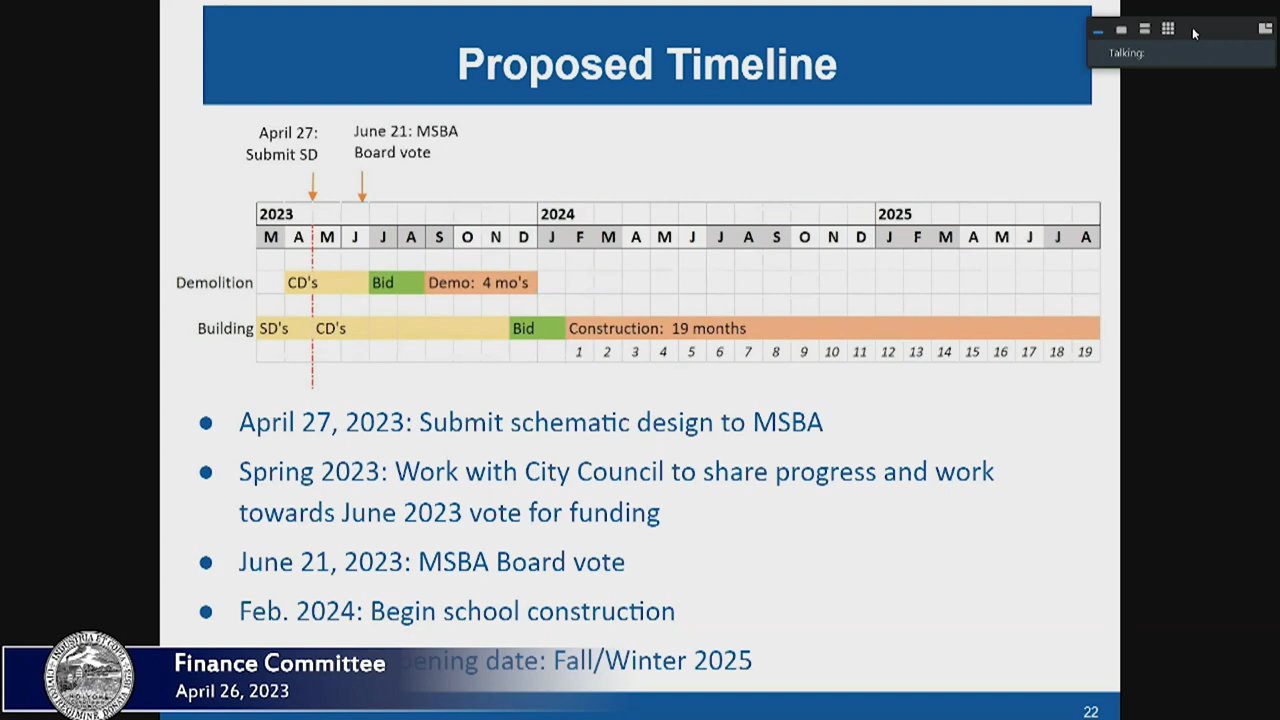 Proposed Timeline
Talking:
April 27:
Submit SD
June 21: MSBA
Board vote
2023 2024 2025
M A M J J A S O N D J F M A M J J A S O N D J F M A M J J A
Demolition CD's Bid Demo: 4 mo's
Building SD's CD's Bid Construction: 19 months
1 2 3 4 5 6 7 8 9 10 11 12 13 14 15 16 17 18 19
● April 27, 2023: Submit schematic design to MSBA
● Spring 2023: Work with City Council to share progress and work
towards June 2023 vote for funding
● June 21, 2023: MSBA Board vote
● Feb. 2024: Begin school construction
ening date: Fall/Winter 2025
Finance Committee
April 26, 2023
22